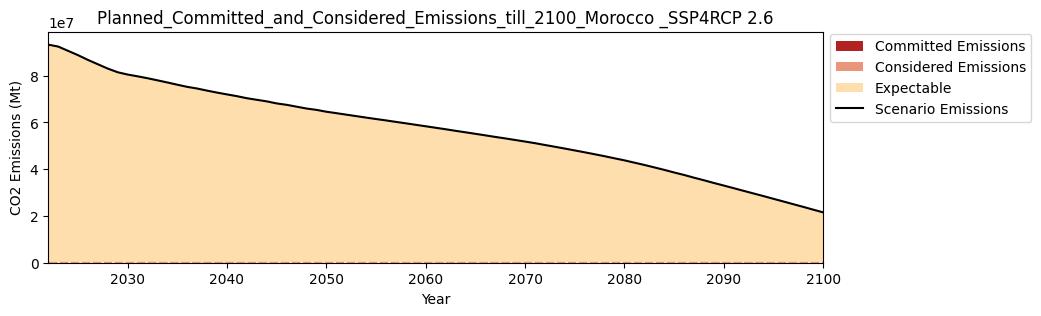 Planned_Committed_and_Considered_Emissions_till_2100_Morocco _SSP4RCP 2.6
1e7
8
6
4
2
0
CO2 Emissions (Mt)
2030 2040 2050 2060 2070 2080 2090 2100
Year
Committed Emissions
Considered Emissions
Expectable
Scenario Emissions